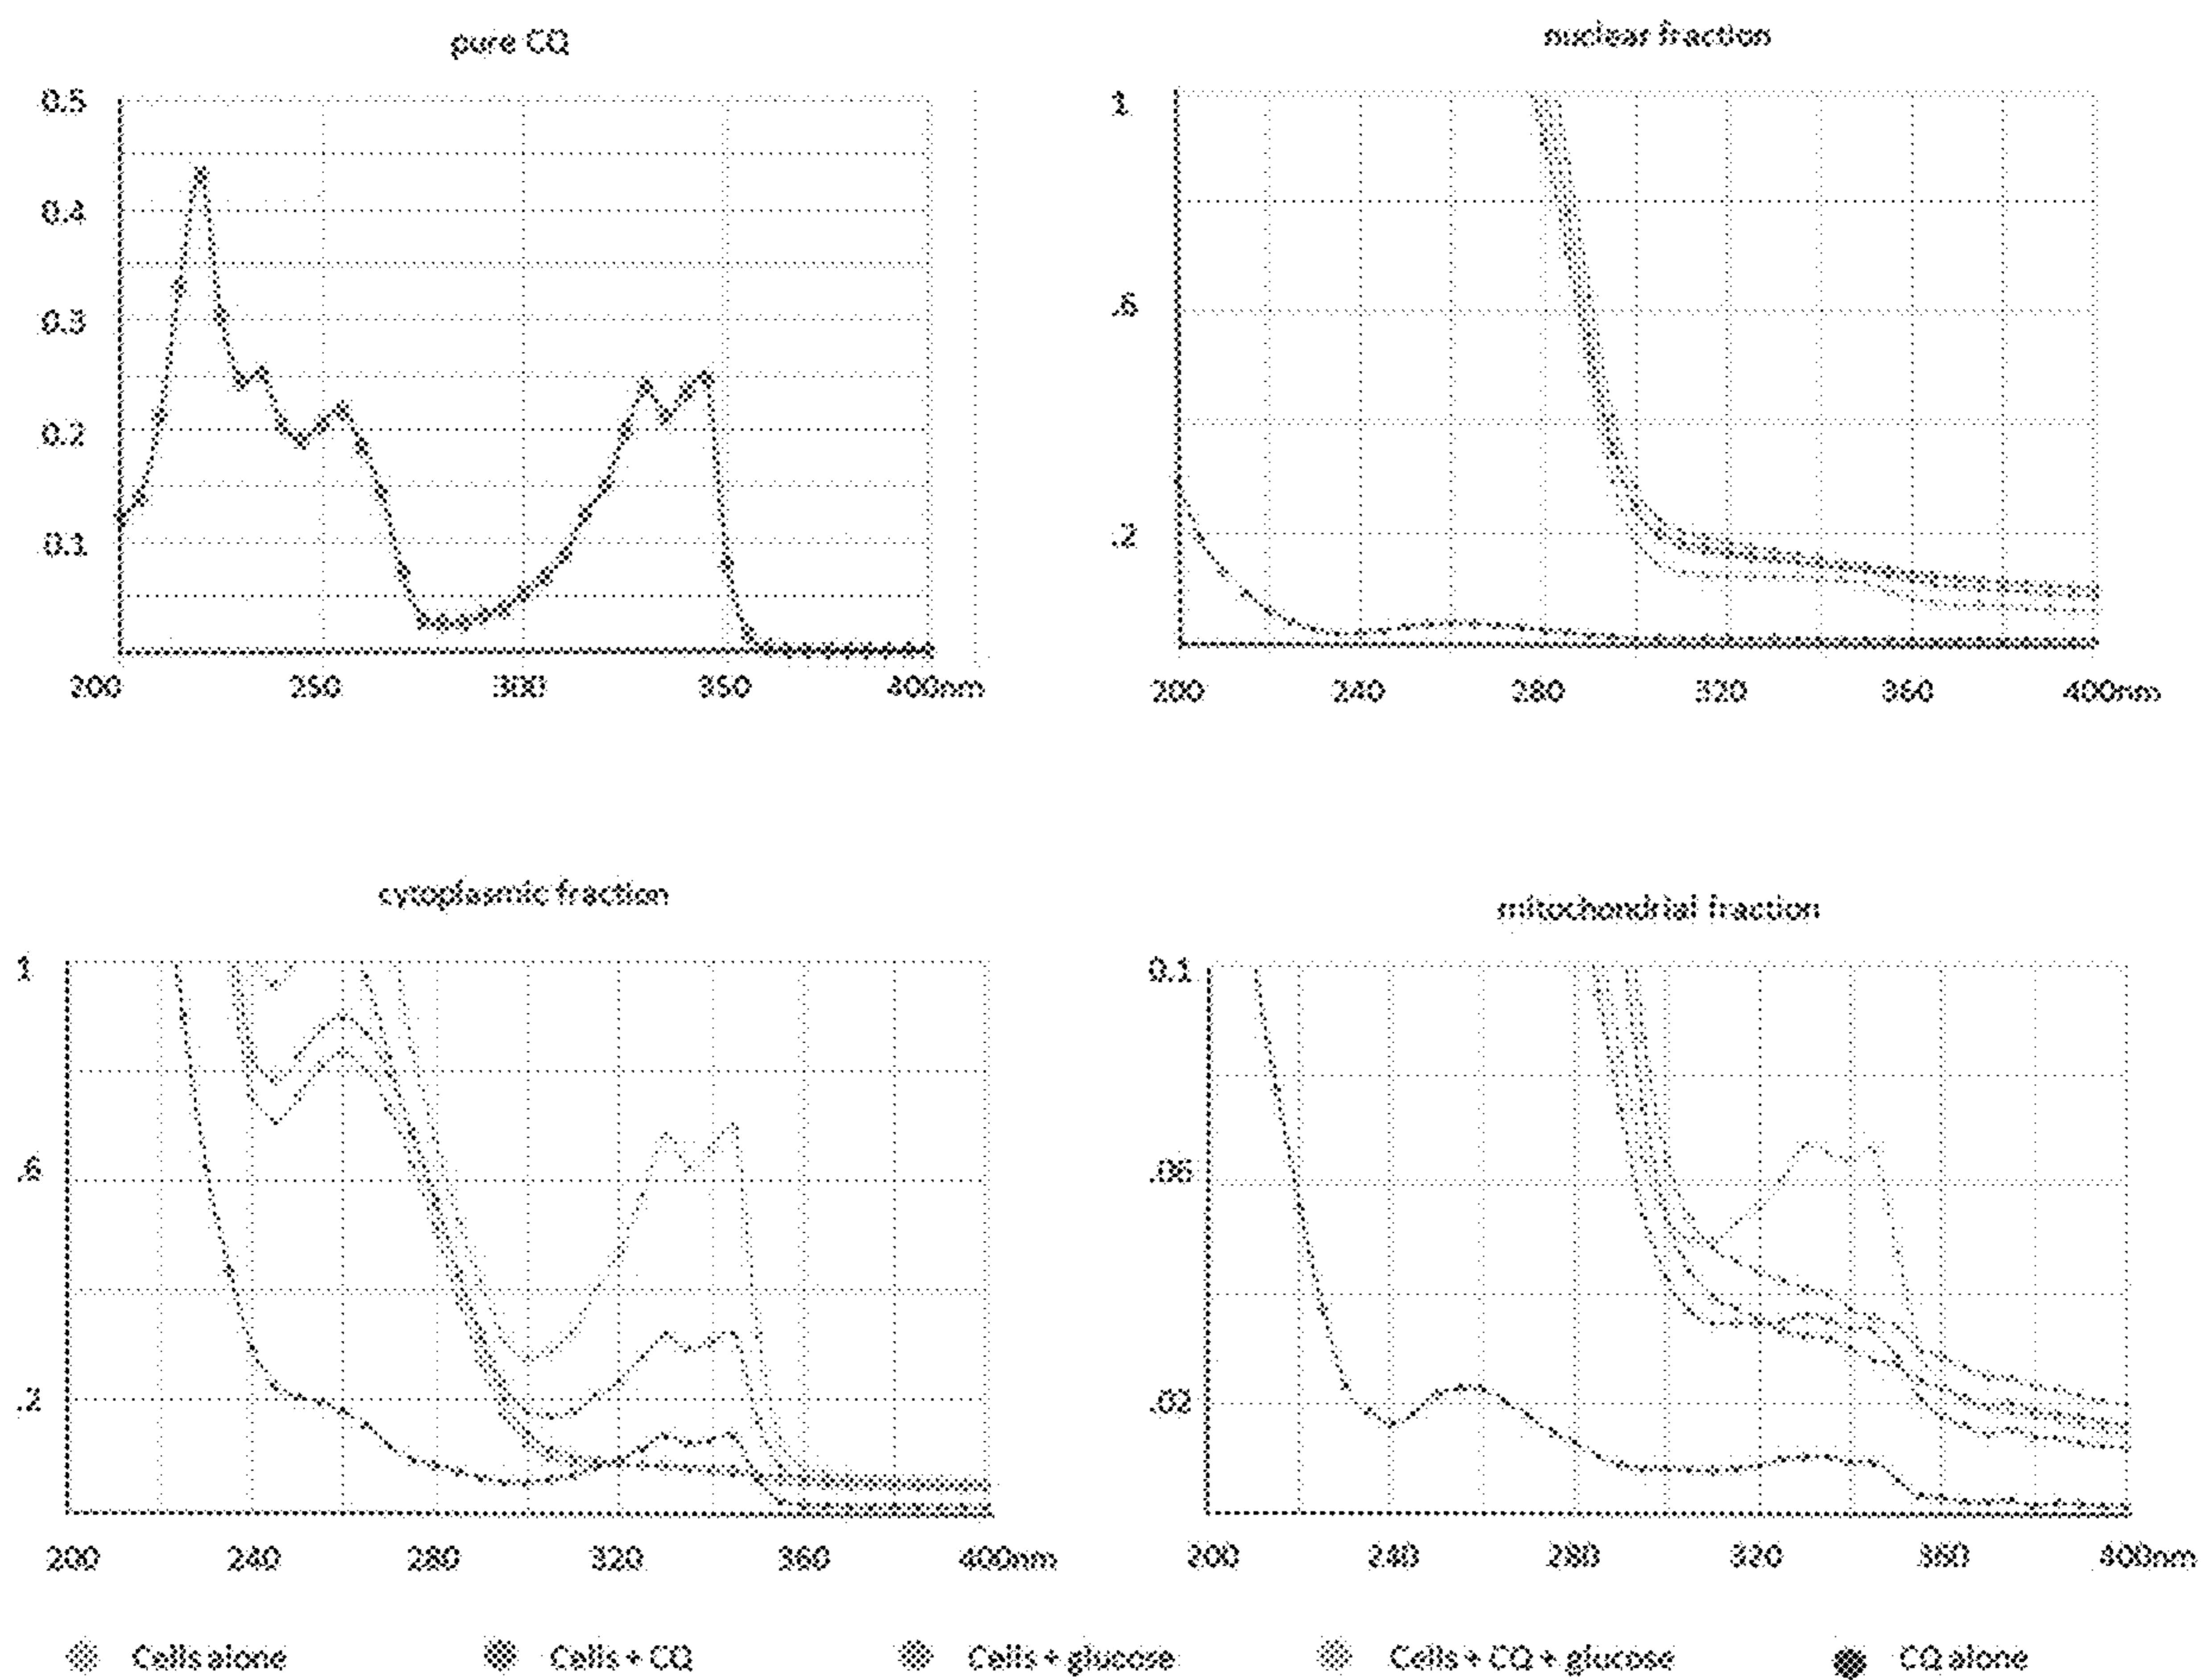 pure CQ
0.5
0.4
0.3
0.2
0.1
200 250 300 350 400nm
nuclear fraction
1
.6
.2
200 240 280 320 360 400nm
cytoplasmic fraction
1
.6
.2
200 240 280 320 360 400nm
mitochondrial fraction
0.1
.06
.02
200 240 280 320 360 400nm
Cells alone Cells + CQ Cells + glucose Cells + CQ + glucose CQ alone